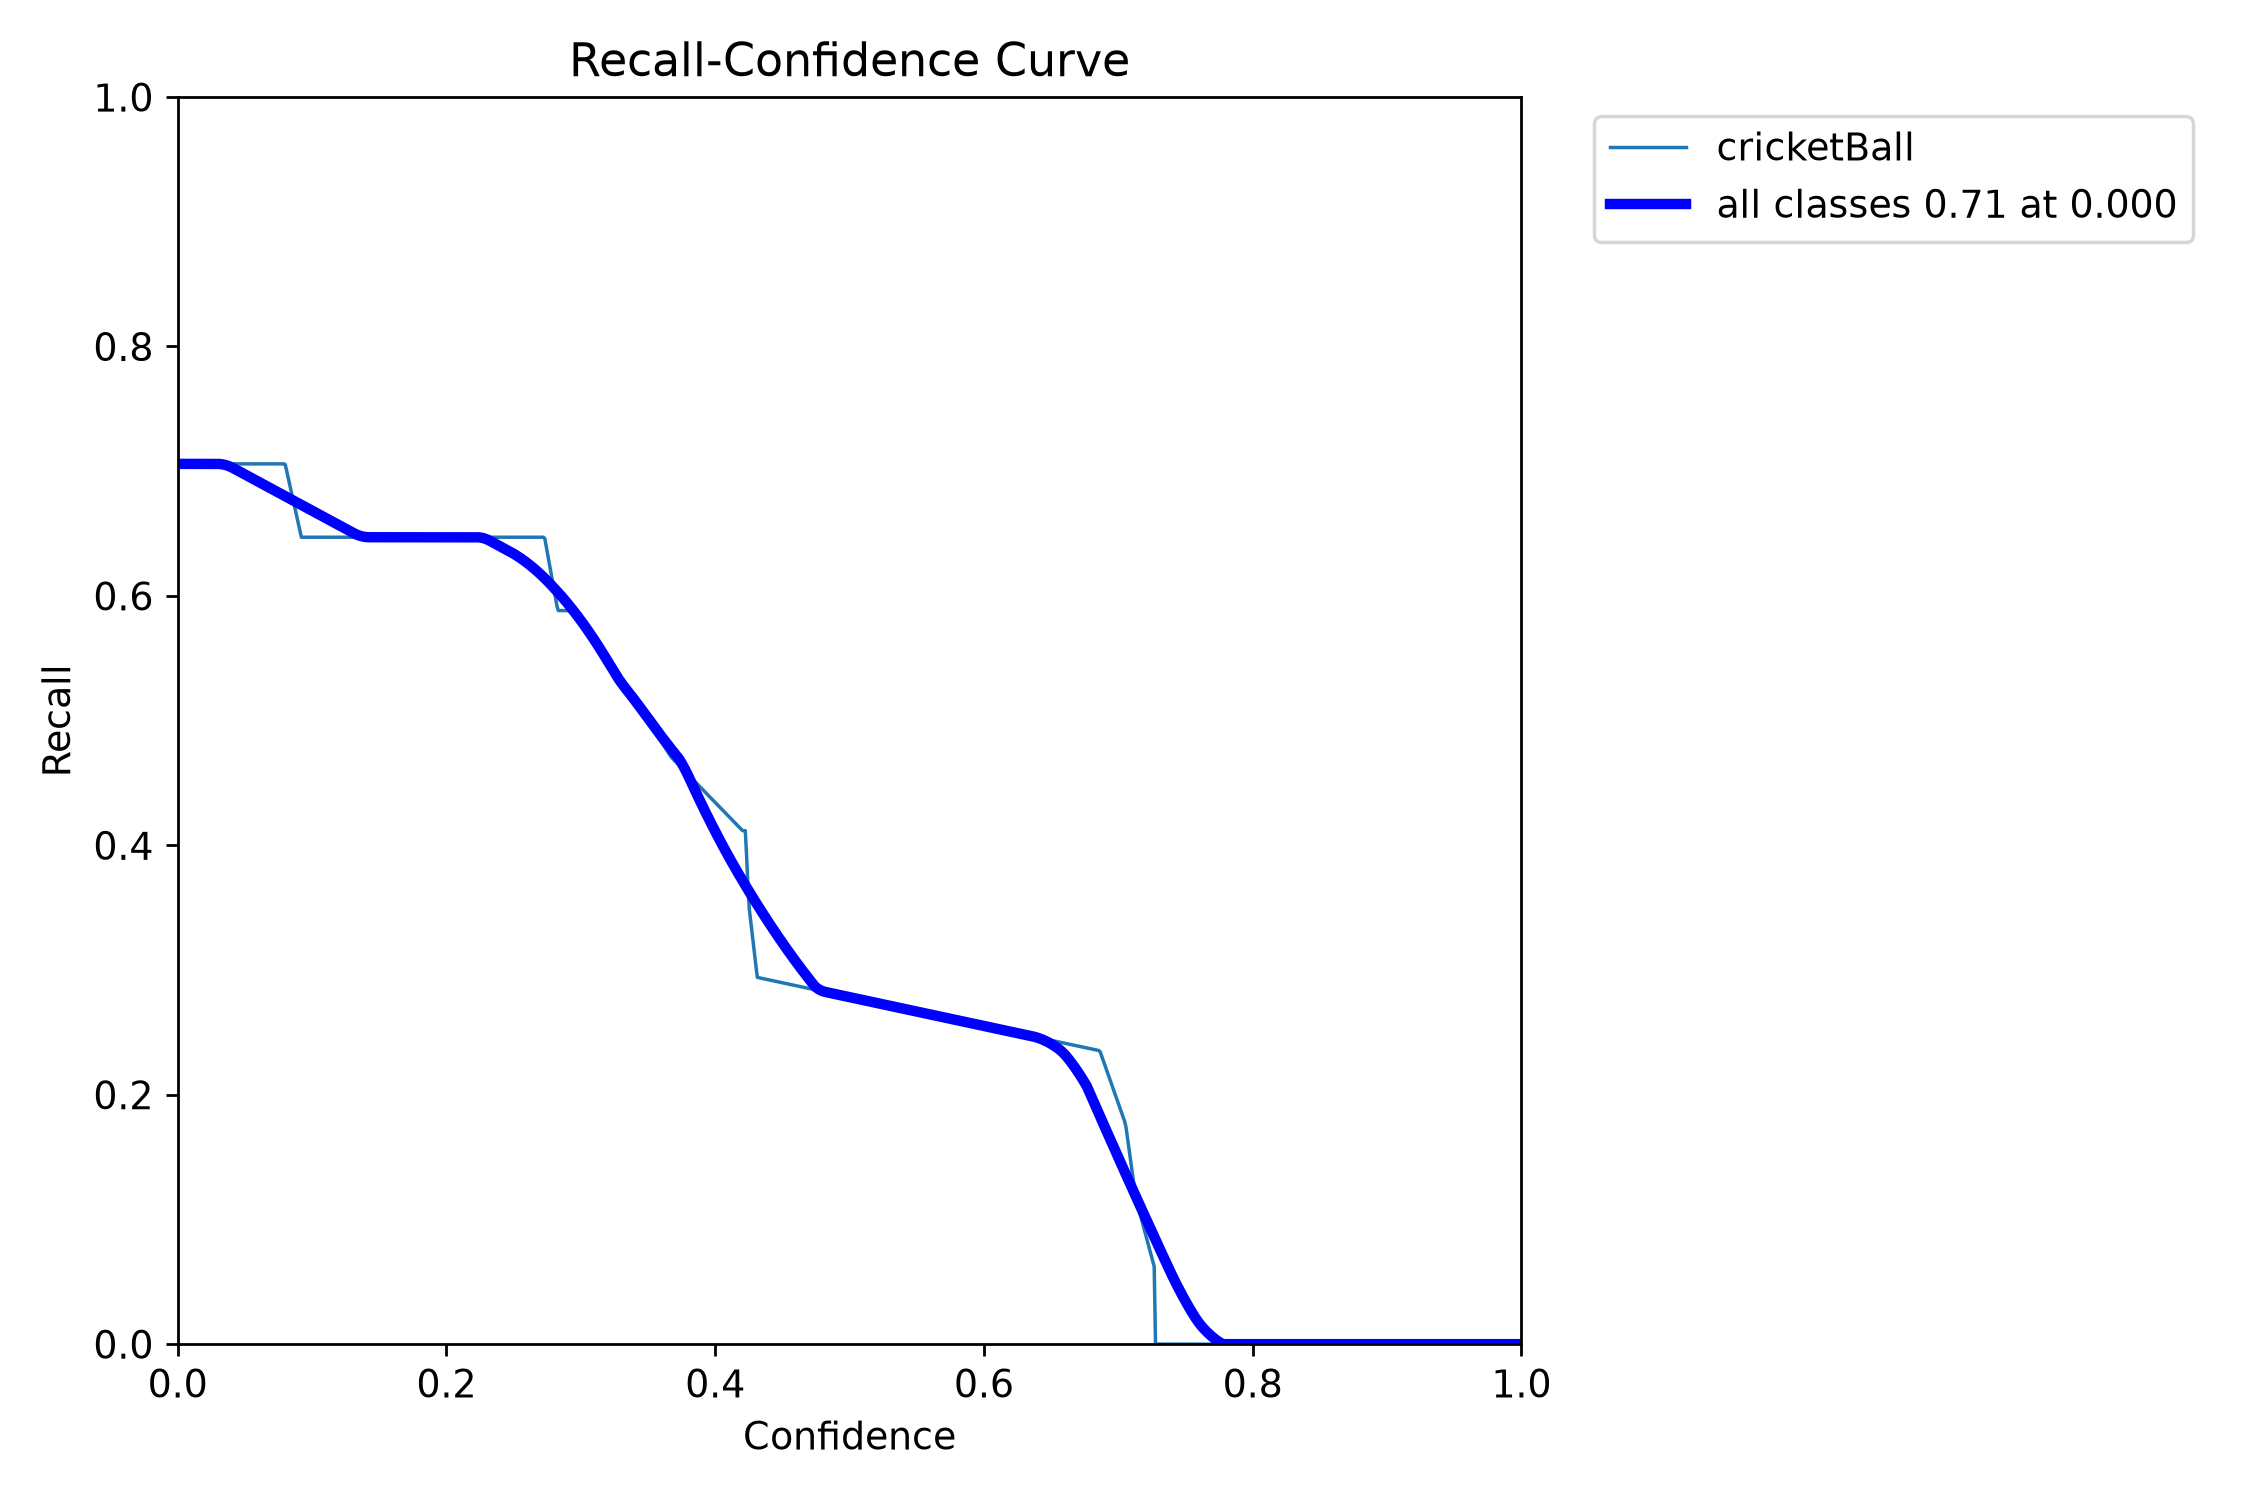 Recall-Confidence Curve
1.0
0.8
0.6
0.4
0.2
0.0
Recall
0.0 0.2 0.4 0.6 0.8 1.0
Confidence
cricketBall
all classes 0.71 at 0.000